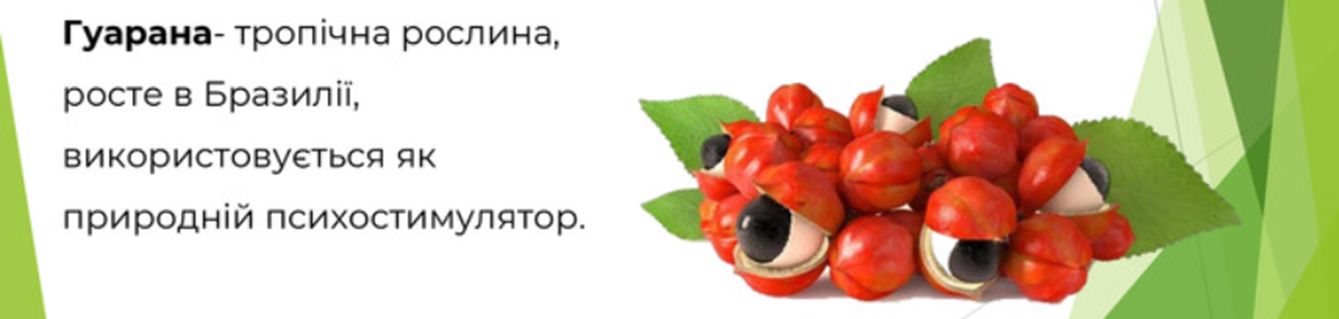 Гуарана- тропічна рослина,
росте в Бразилії,
використовується як
природній психостимулятор.